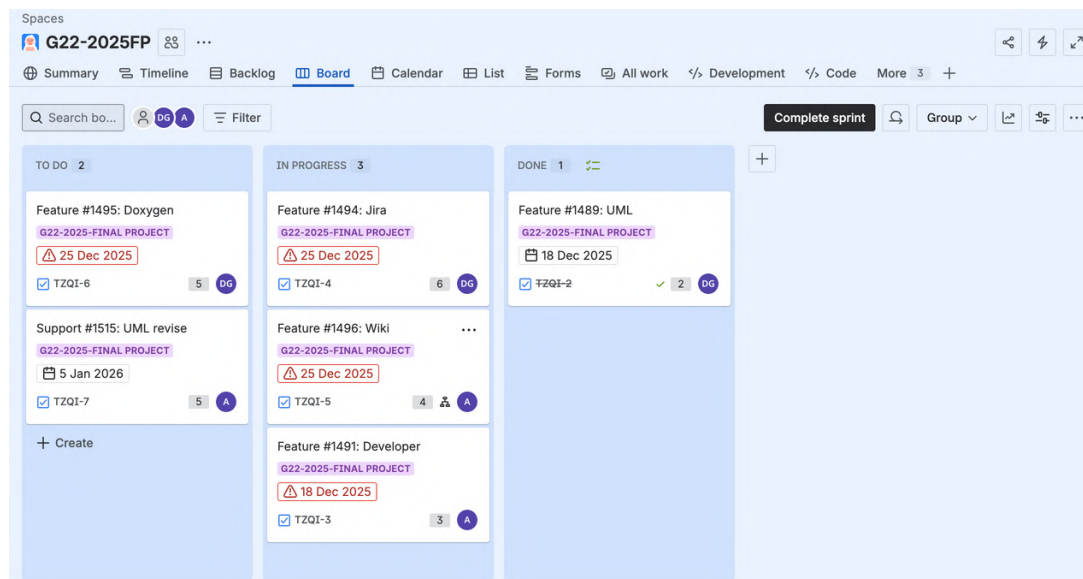 Spaces
G22-2025FP
Summary Timeline Backlog Board Calendar List Forms All work Development Code More 3
Search bo... DG A Filter Complete sprint Group
TO DO 2
Feature #1495: Doxygen
G22-2025-FINAL PROJECT
25 Dec 2025
TZQI-6 5 DG
Support #1515: UML revise
G22-2025-FINAL PROJECT
5 Jan 2026
TZQI-7 5 A
Create
IN PROGRESS 3
Feature #1494: Jira
G22-2025-FINAL PROJECT
25 Dec 2025
TZQI-4 6 DG
Feature #1496: Wiki
G22-2025-FINAL PROJECT
25 Dec 2025
TZQI-5 4 A
Feature #1491: Developer
G22-2025-FINAL PROJECT
18 Dec 2025
TZQI-3 3 A
DONE 1
Feature #1489: UML
G22-2025-FINAL PROJECT
18 Dec 2025
TZQI-2 2 DG